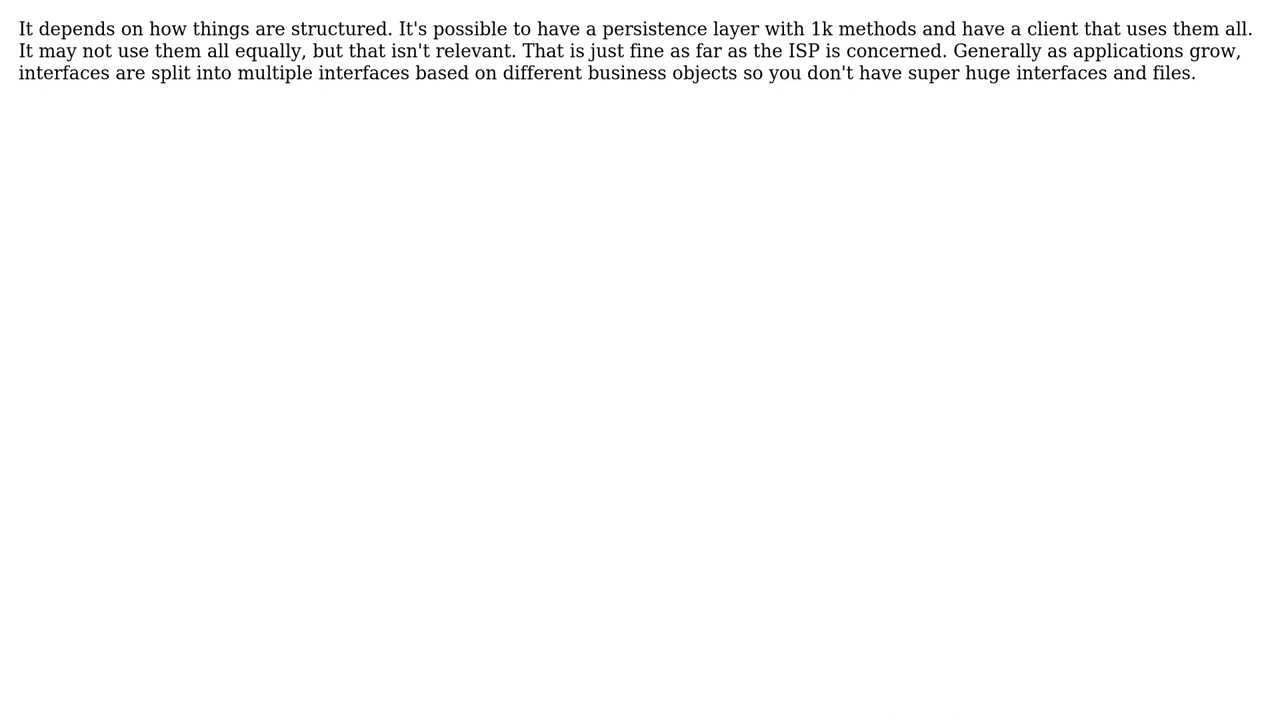 It depends on how things are structured. It's possible to have a persistence layer with 1k methods and have a client that uses them all.
It may not use them all equally, but that isn't relevant. That is just fine as far as the ISP is concerned. Generally as applications grow,
interfaces are split into multiple interfaces based on different business objects so you don't have super huge interfaces and files.